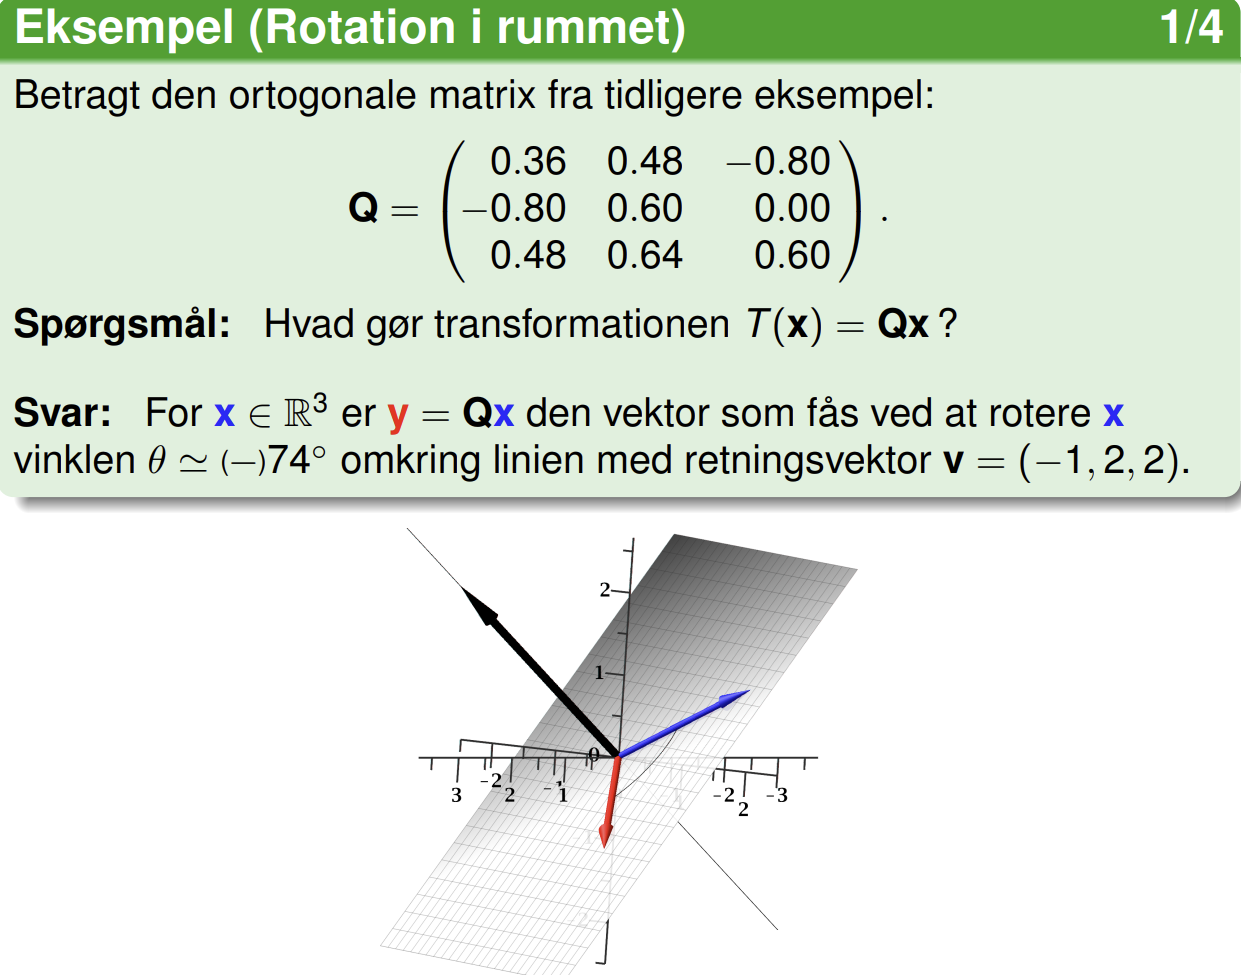 Eksempel (Rotation i rummet) 1/4
Betragt den ortogonale matrix fra tidligere eksempel:
0.36 0.48 −0.80
Q = −0.80 0.60 0.00 .
0.48 0.64 0.60
Spørgsmål: Hvad gør transformationen T(x) = Qx ?
Svar: For x ∈ ℝ³ er y = Qx den vektor som fås ved at rotere x
vinklen θ ≃ (−)74° omkring linien med retningsvektor v = (−1, 2, 2).
2
1
0
3 -2 2 -1 1 -2 2 -3